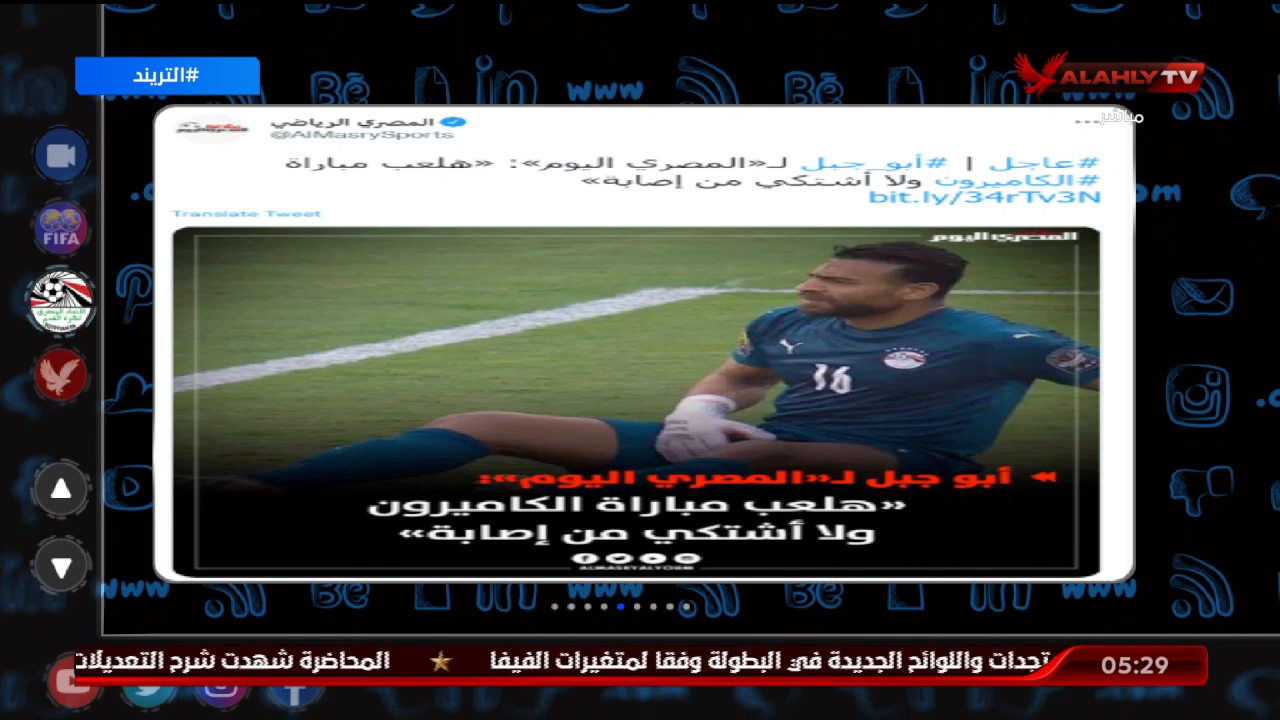 #التريند
ALAHLY TV
مباشر
المصري الرياضي
@AlMasrySports
#عاجل | #أبو_جبل لـ«المصري اليوم»: «هلعب مباراة
#الكاميرون ولا أشتكي من إصابة»
bit.ly/34rTv3N
Translate Tweet
المصري اليوم
FIFA
16
أبو جبل لـ«المصري اليوم»:
«هلعب مباراة الكاميرون
ولا أشتكي من إصابة»
ALMASRYALYOUM
تجدات واللوائح الجديدة في البطولة وفقا لمتغيرات الفيفا ★ المحاضرة شهدت شرح التعديلات
05:29